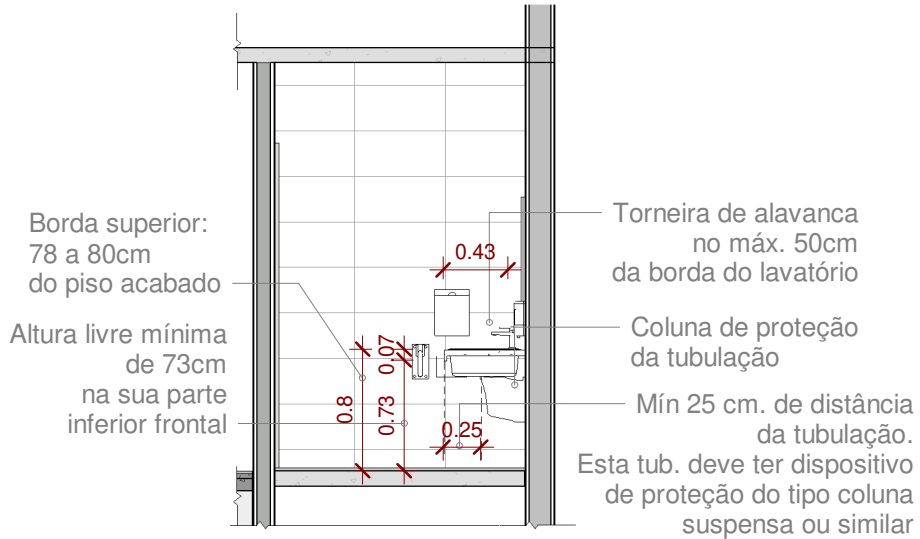 Borda superior:
78 a 80cm
do piso acabado
Altura livre mínima
de 73cm
na sua parte
inferior frontal
0.43
0.07
0.8
0.73
0.25
Torneira de alavanca
no máx. 50cm
da borda do lavatório
Coluna de proteção
da tubulação
Mín 25 cm. de distância
da tubulação.
Esta tub. deve ter dispositivo
de proteção do tipo coluna
suspensa ou similar